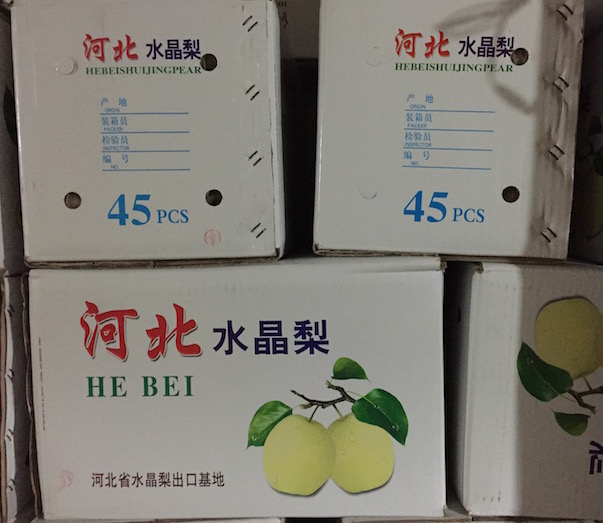 河北 水晶梨
HEBEISHUIJINGPEAR
产地
ORIGIN
装箱员
PACKER
检验员
INSPECTOR
编号
NO.
45 PCS
河北 水晶梨
HEBEISHUIJINGPEAR
产地
ORIGIN
装箱员
PACKER
检验员
INSPECTOR
编号
NO.
45 PCS
河北 水晶梨
HE BEI
河北省水晶梨出口基地